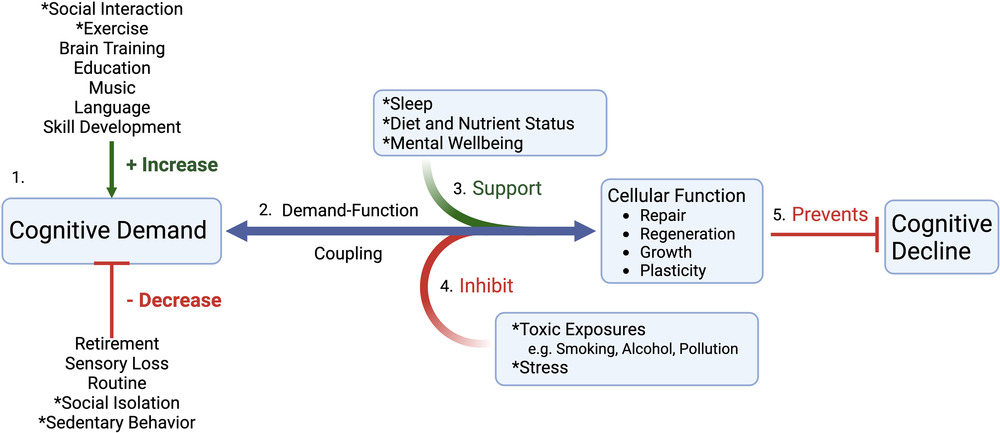 *Social Interaction
*Exercise
Brain Training
Education
Music
Language
Skill Development
+ Increase
1.
Cognitive Demand
- Decrease
Retirement
Sensory Loss
Routine
*Social Isolation
*Sedentary Behavior
2. Demand-Function
Coupling
*Sleep
*Diet and Nutrient Status
*Mental Wellbeing
3. Support
4. Inhibit
*Toxic Exposures
e.g. Smoking, Alcohol, Pollution
*Stress
Cellular Function
• Repair
• Regeneration
• Growth
• Plasticity
5. Prevents
Cognitive
Decline